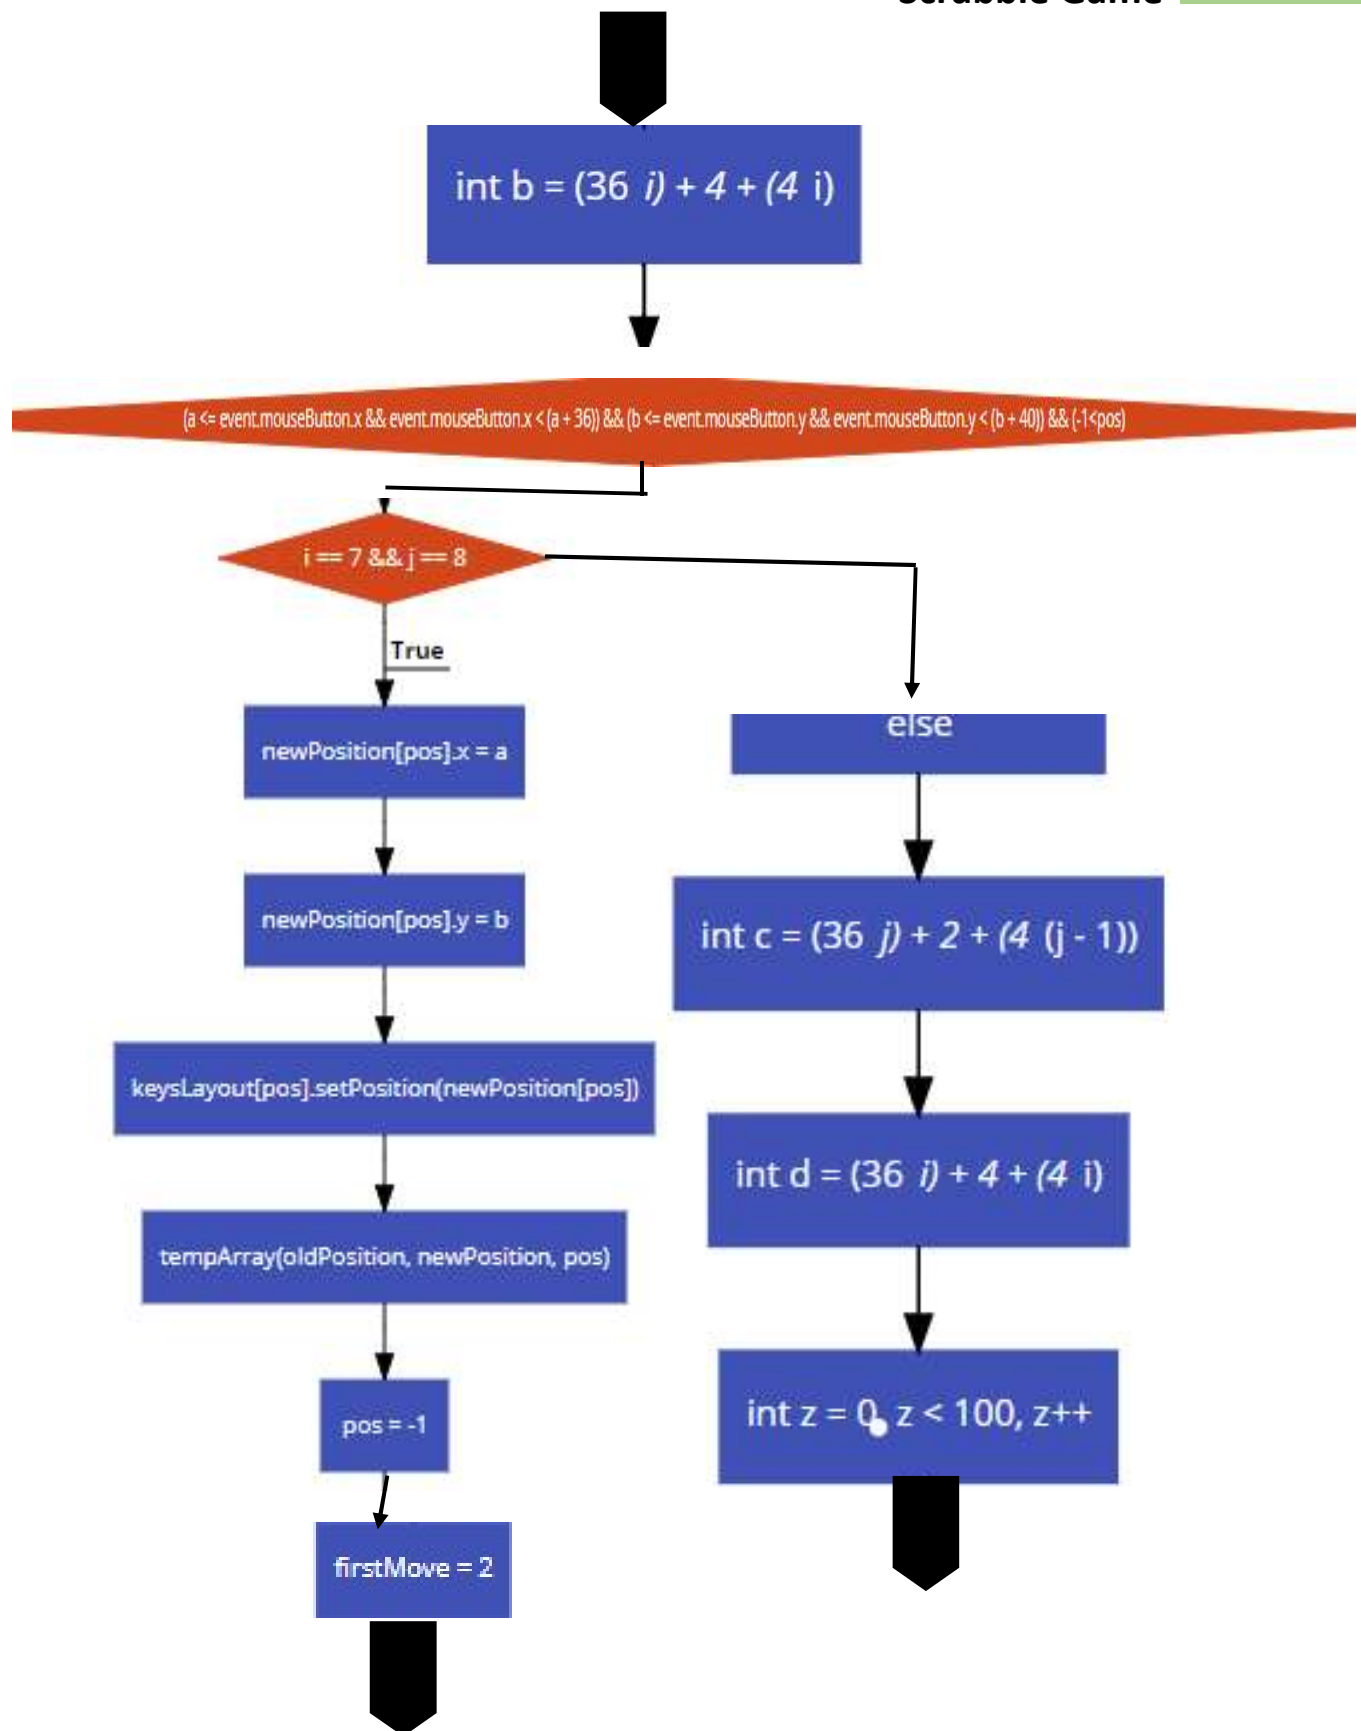 Scrabble Game
int b = (36 i) + 4 + (4 i)
(a <= event.mouseButton.x && event.mouseButton.x < (a + 36)) && (b <= event.mouseButton.y && event.mouseButton.y < (b + 40)) && (-1<pos)
i == 7 && j == 8
True
newPosition[pos].x = a
newPosition[pos].y = b
keysLayout[pos].setPosition(newPosition[pos])
tempArray(oldPosition, newPosition, pos)
pos = -1
firstMove = 2
else
int c = (36 j) + 2 + (4 (j - 1))
int d = (36 i) + 4 + (4 i)
int z = 0, z < 100, z++